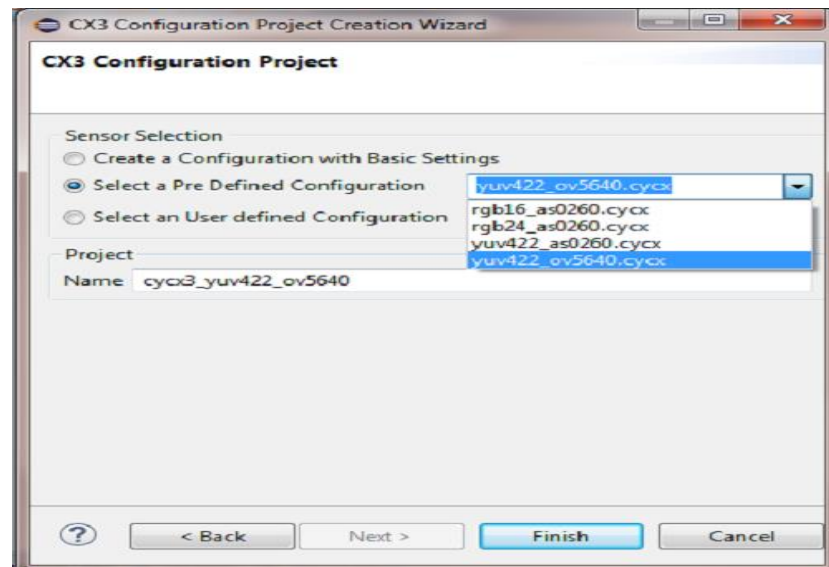 CX3 Configuration Project Creation Wizard
CX3 Configuration Project
Sensor Selection
Create a Configuration with Basic Settings
Select a Pre Defined Configuration
yuv422_ov5640.cycx
Select an User defined Configuration
rgb16_as0260.cycx
rgb24_as0260.cycx
yuv422_as0260.cycx
yuv422_ov5640.cycx
Project
Name cycx3_yuv422_ov5640
?
< Back
Next >
Finish
Cancel